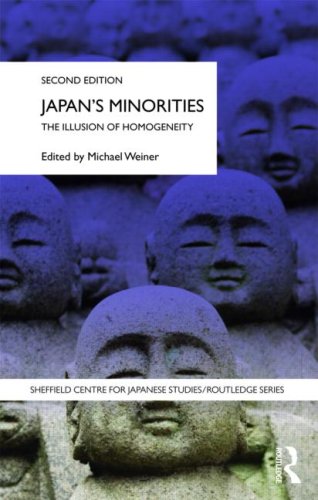 SECOND EDITION
JAPAN'S MINORITIES
THE ILLUSION OF HOMOGENEITY
Edited by Michael Weiner
SHEFFIELD CENTRE FOR JAPANESE STUDIES/ROUTLEDGE SERIES
ROUTLEDGE